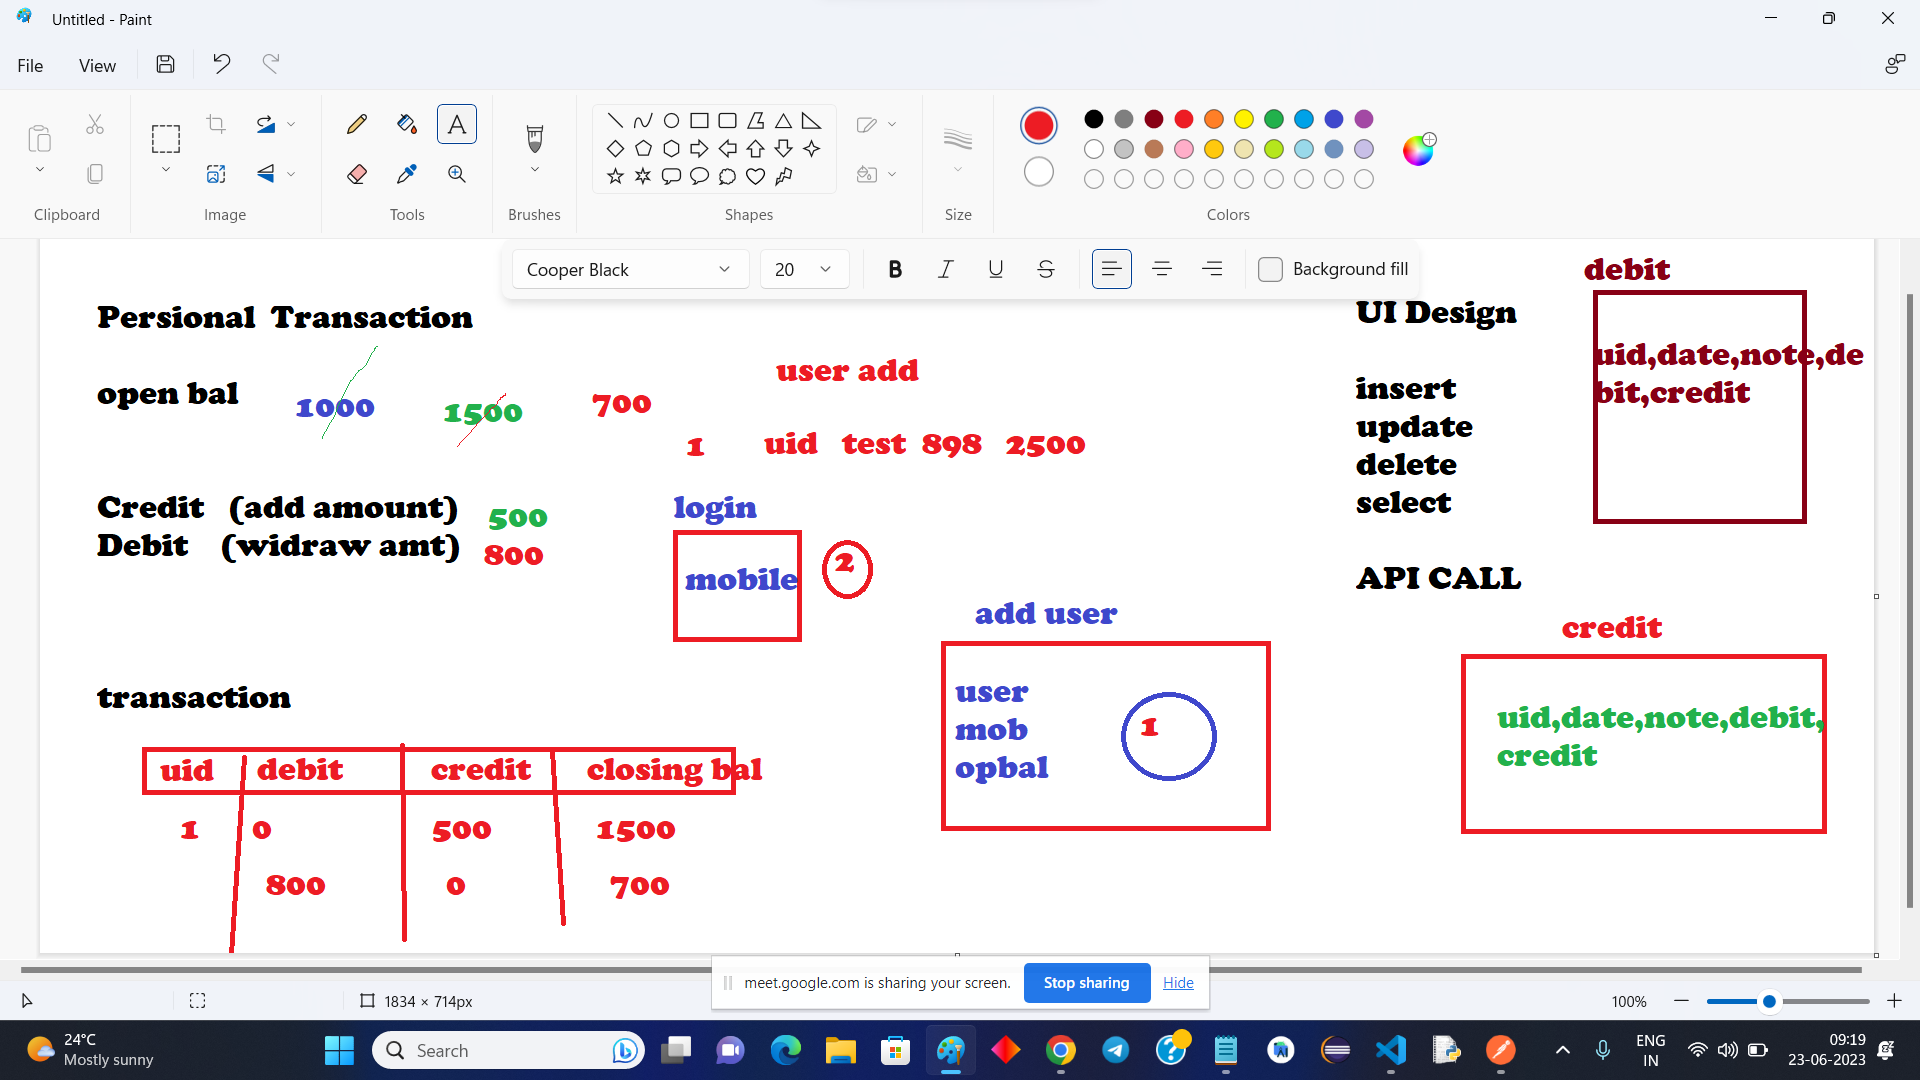 Untitled - Paint
File
View
Clipboard
Image
Tools
Brushes
Shapes
Size
Colors
Cooper Black
20
B
I
U
S
Background fill
debit
Persional Transaction
UI Design
uid,date,note,de
bit,credit
user add
open bal
1000
1500
700
insert
update
delete
select
1 uid test 898 2500
Credit (add amount) 500
Debit (widraw amt) 800
login
mobile
2
API CALL
add user
credit
user
mob
opbal
1
uid,date,note,debit,
credit
transaction
uid debit credit closing bal
1 0 500 1500
800 0 700
meet.google.com is sharing your screen.
Stop sharing
Hide
1834 × 714px
100%
24°C
Mostly sunny
Search
ENG
IN
09:19
23-06-2023